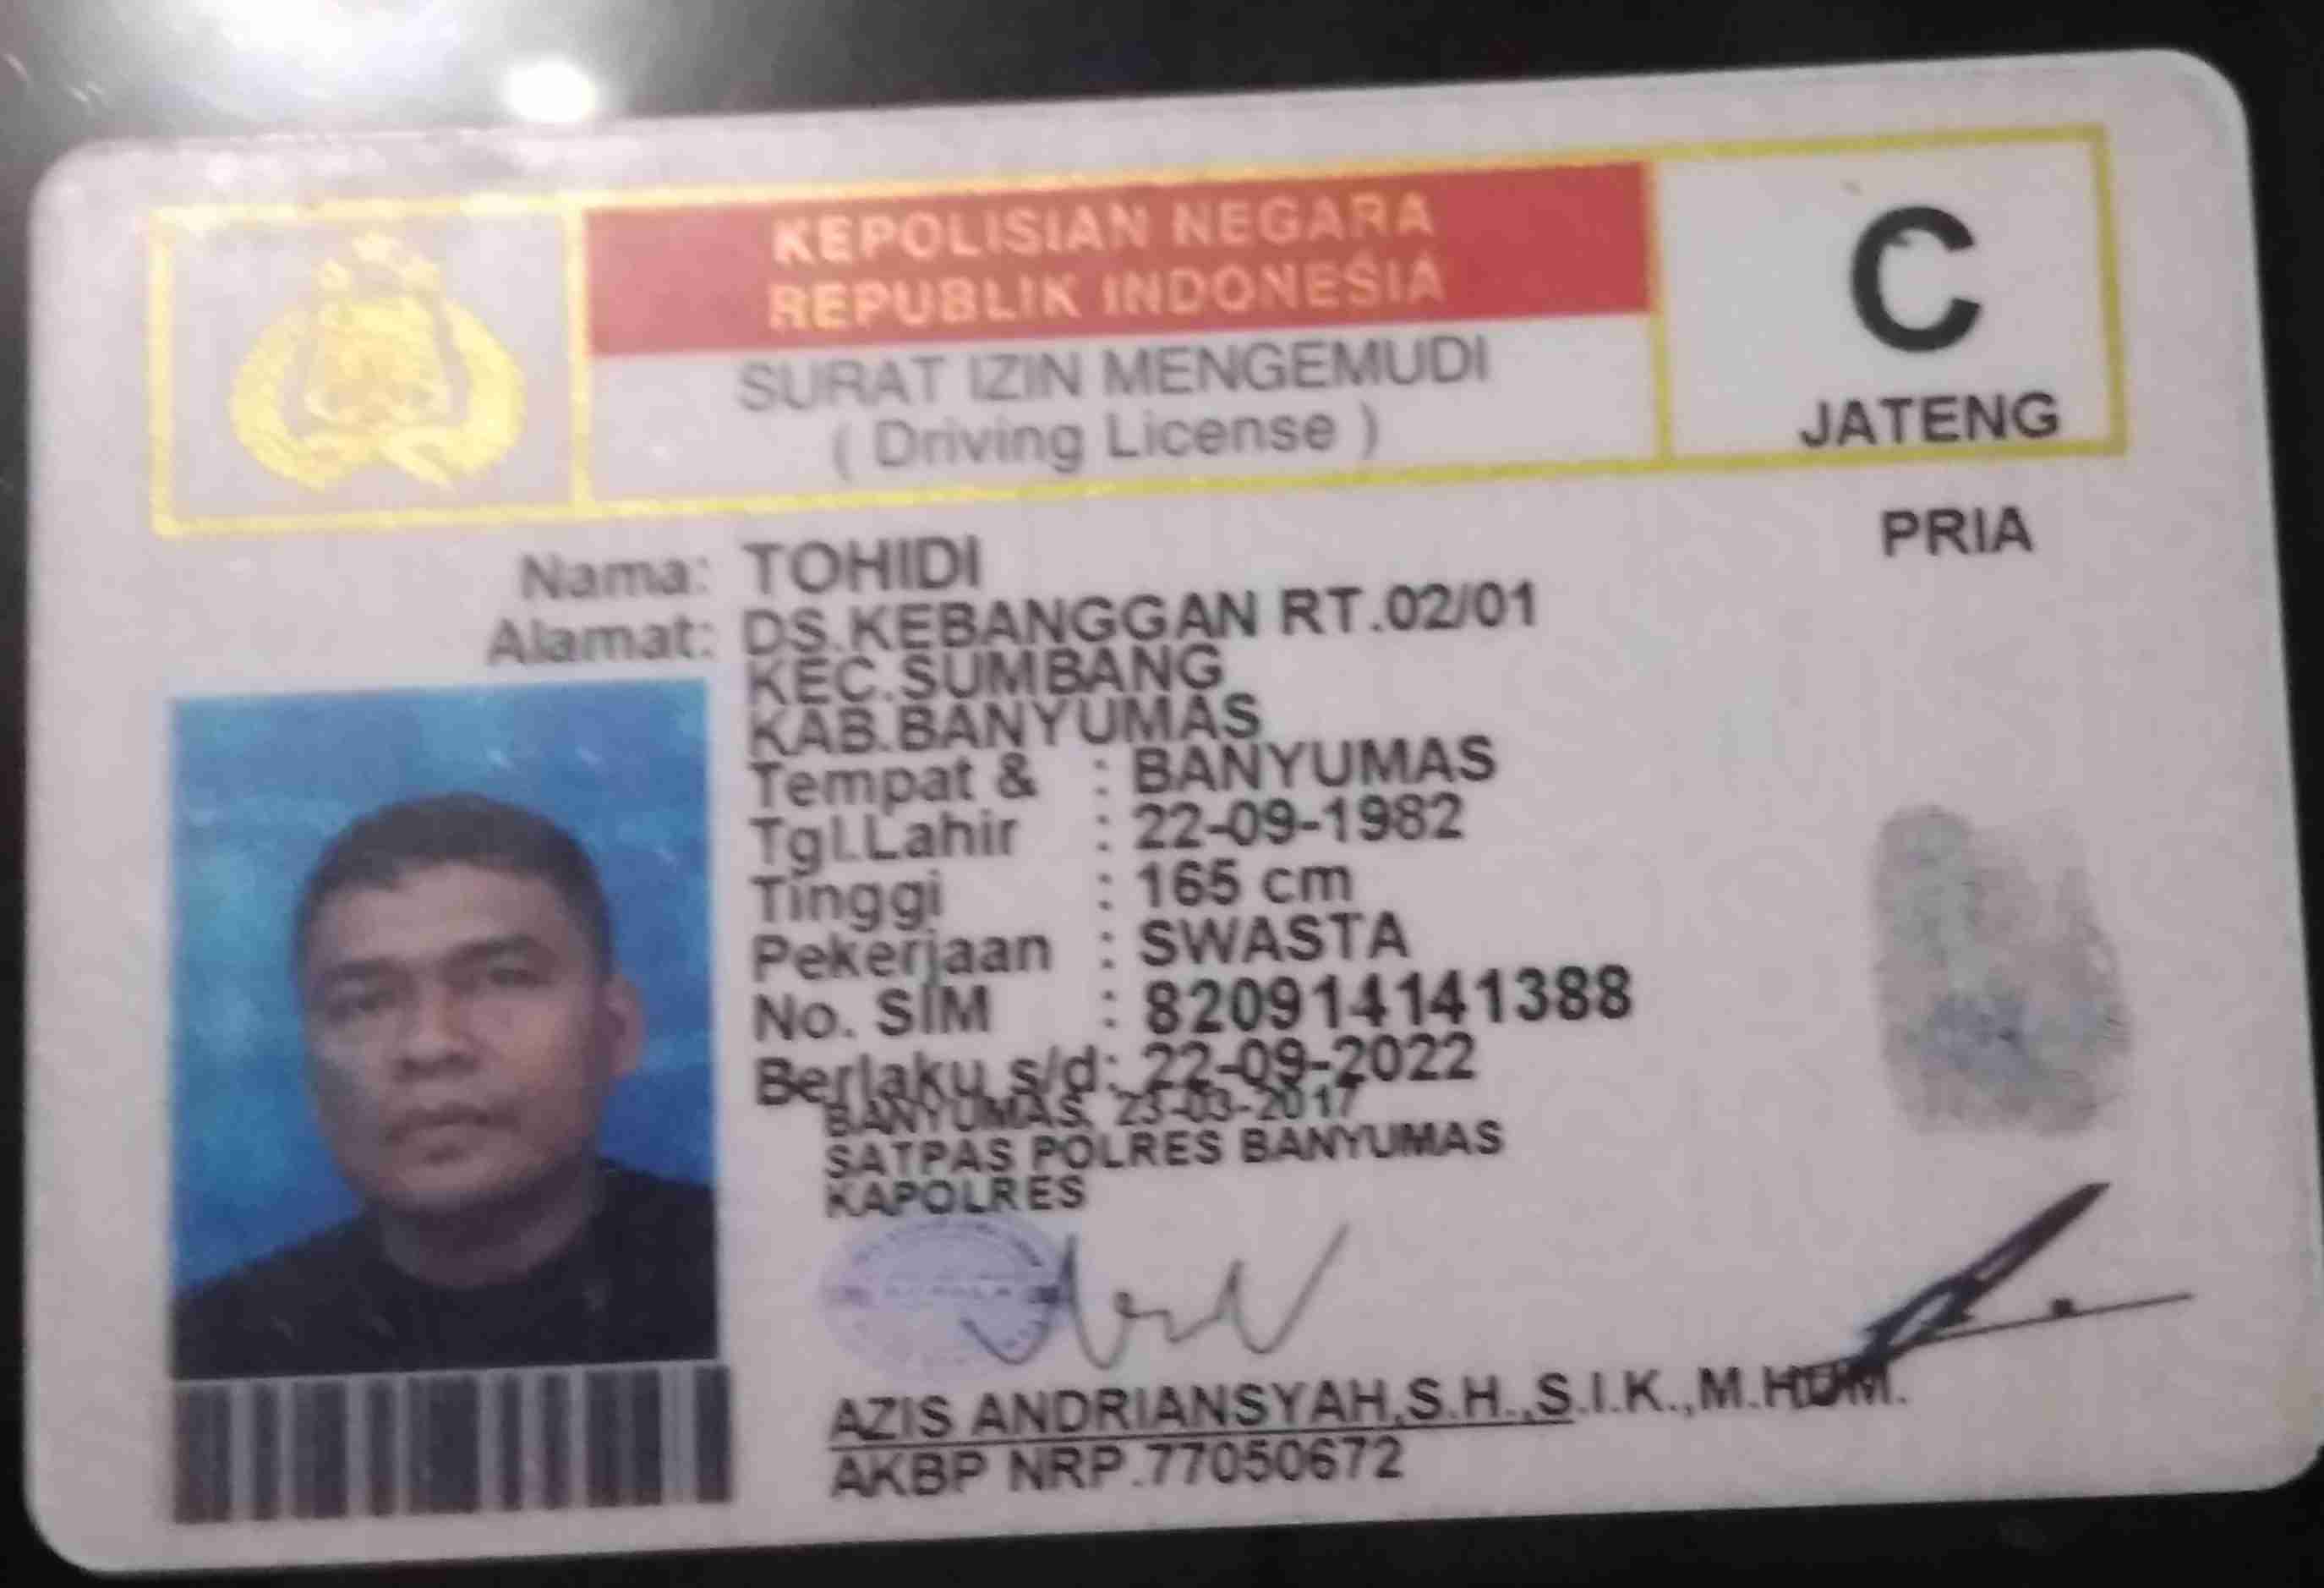 KEPOLISIAN NEGARA
REPUBLIK INDONESIA
SURAT IZIN MENGEMUDI
( Driving License )
C
JATENG
PRIA
Nama: TOHIDI
Alamat: DS.KEBANGGAN RT.02/01
KEC.SUMBANG
KAB.BANYUMAS
Tempat & : BANYUMAS
Tgl.Lahir : 22-09-1982
Tinggi : 165 cm
Pekerjaan : SWASTA
No. SIM : 820914141388
Berlaku s/d: 22-09-2022
BANYUMAS, 23-03-2017
SATPAS POLRES BANYUMAS
KAPOLRES
AZIS ANDRIANSYAH,S.H.,S.I.K.,M.HUM.
AKBP NRP.77050672